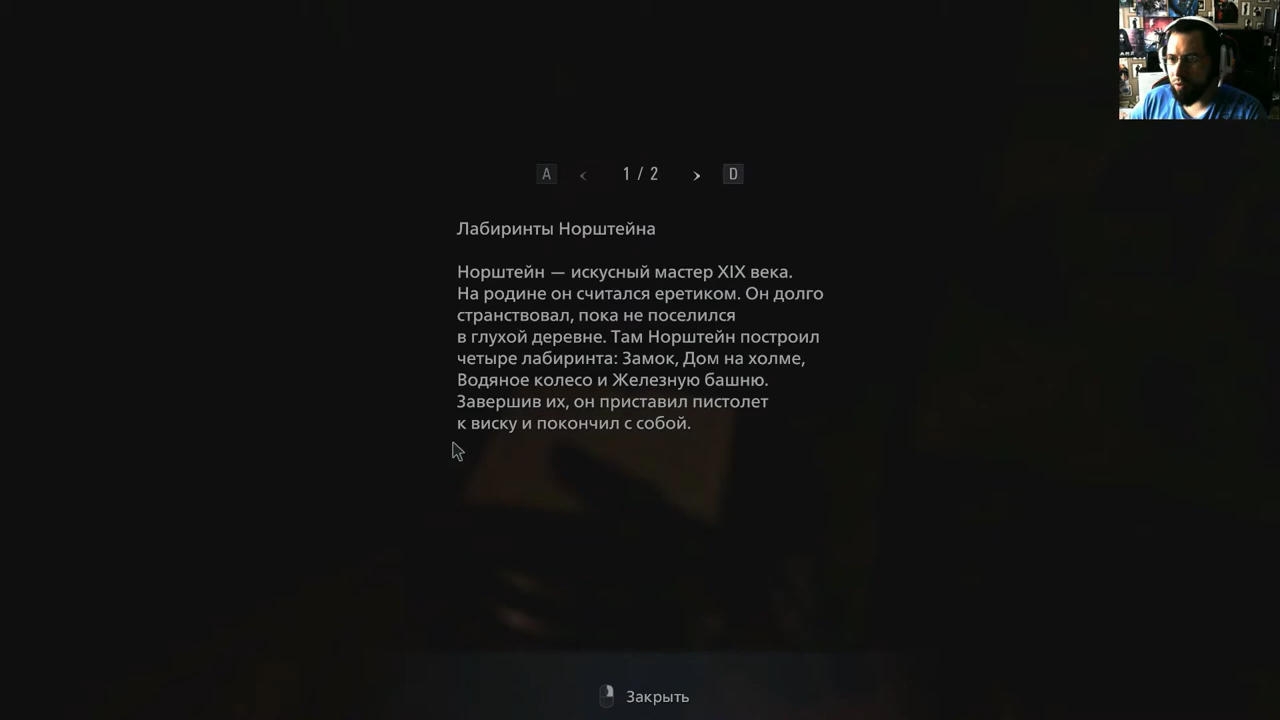 A < 1 / 2 > D
Лабиринты Норштейна
Норштейн — искусный мастер XIX века.
На родине он считался еретиком. Он долго
странствовал, пока не поселился
в глухой деревне. Там Норштейн построил
четыре лабиринта: Замок, Дом на холме,
Водяное колесо и Железную башню.
Завершив их, он приставил пистолет
к виску и покончил с собой.
Закрыть